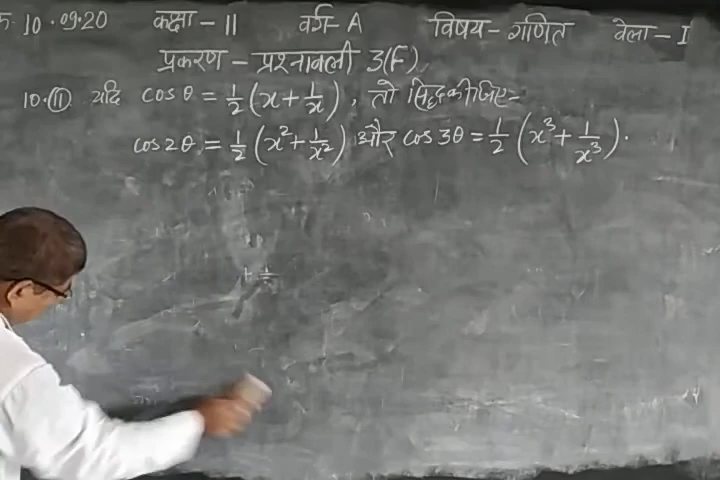 क 10.09.20 कक्षा - 11 वर्ग - A विषय - गणित वेला - I
प्रकरण - प्रश्नावली 3(F)
10.(ii) यदि cos θ = 1/2 (x + 1/x), तो सिद्ध कीजिए -
cos 2θ = 1/2 (x² + 1/x²) और cos 3θ = 1/2 (x³ + 1/x³).